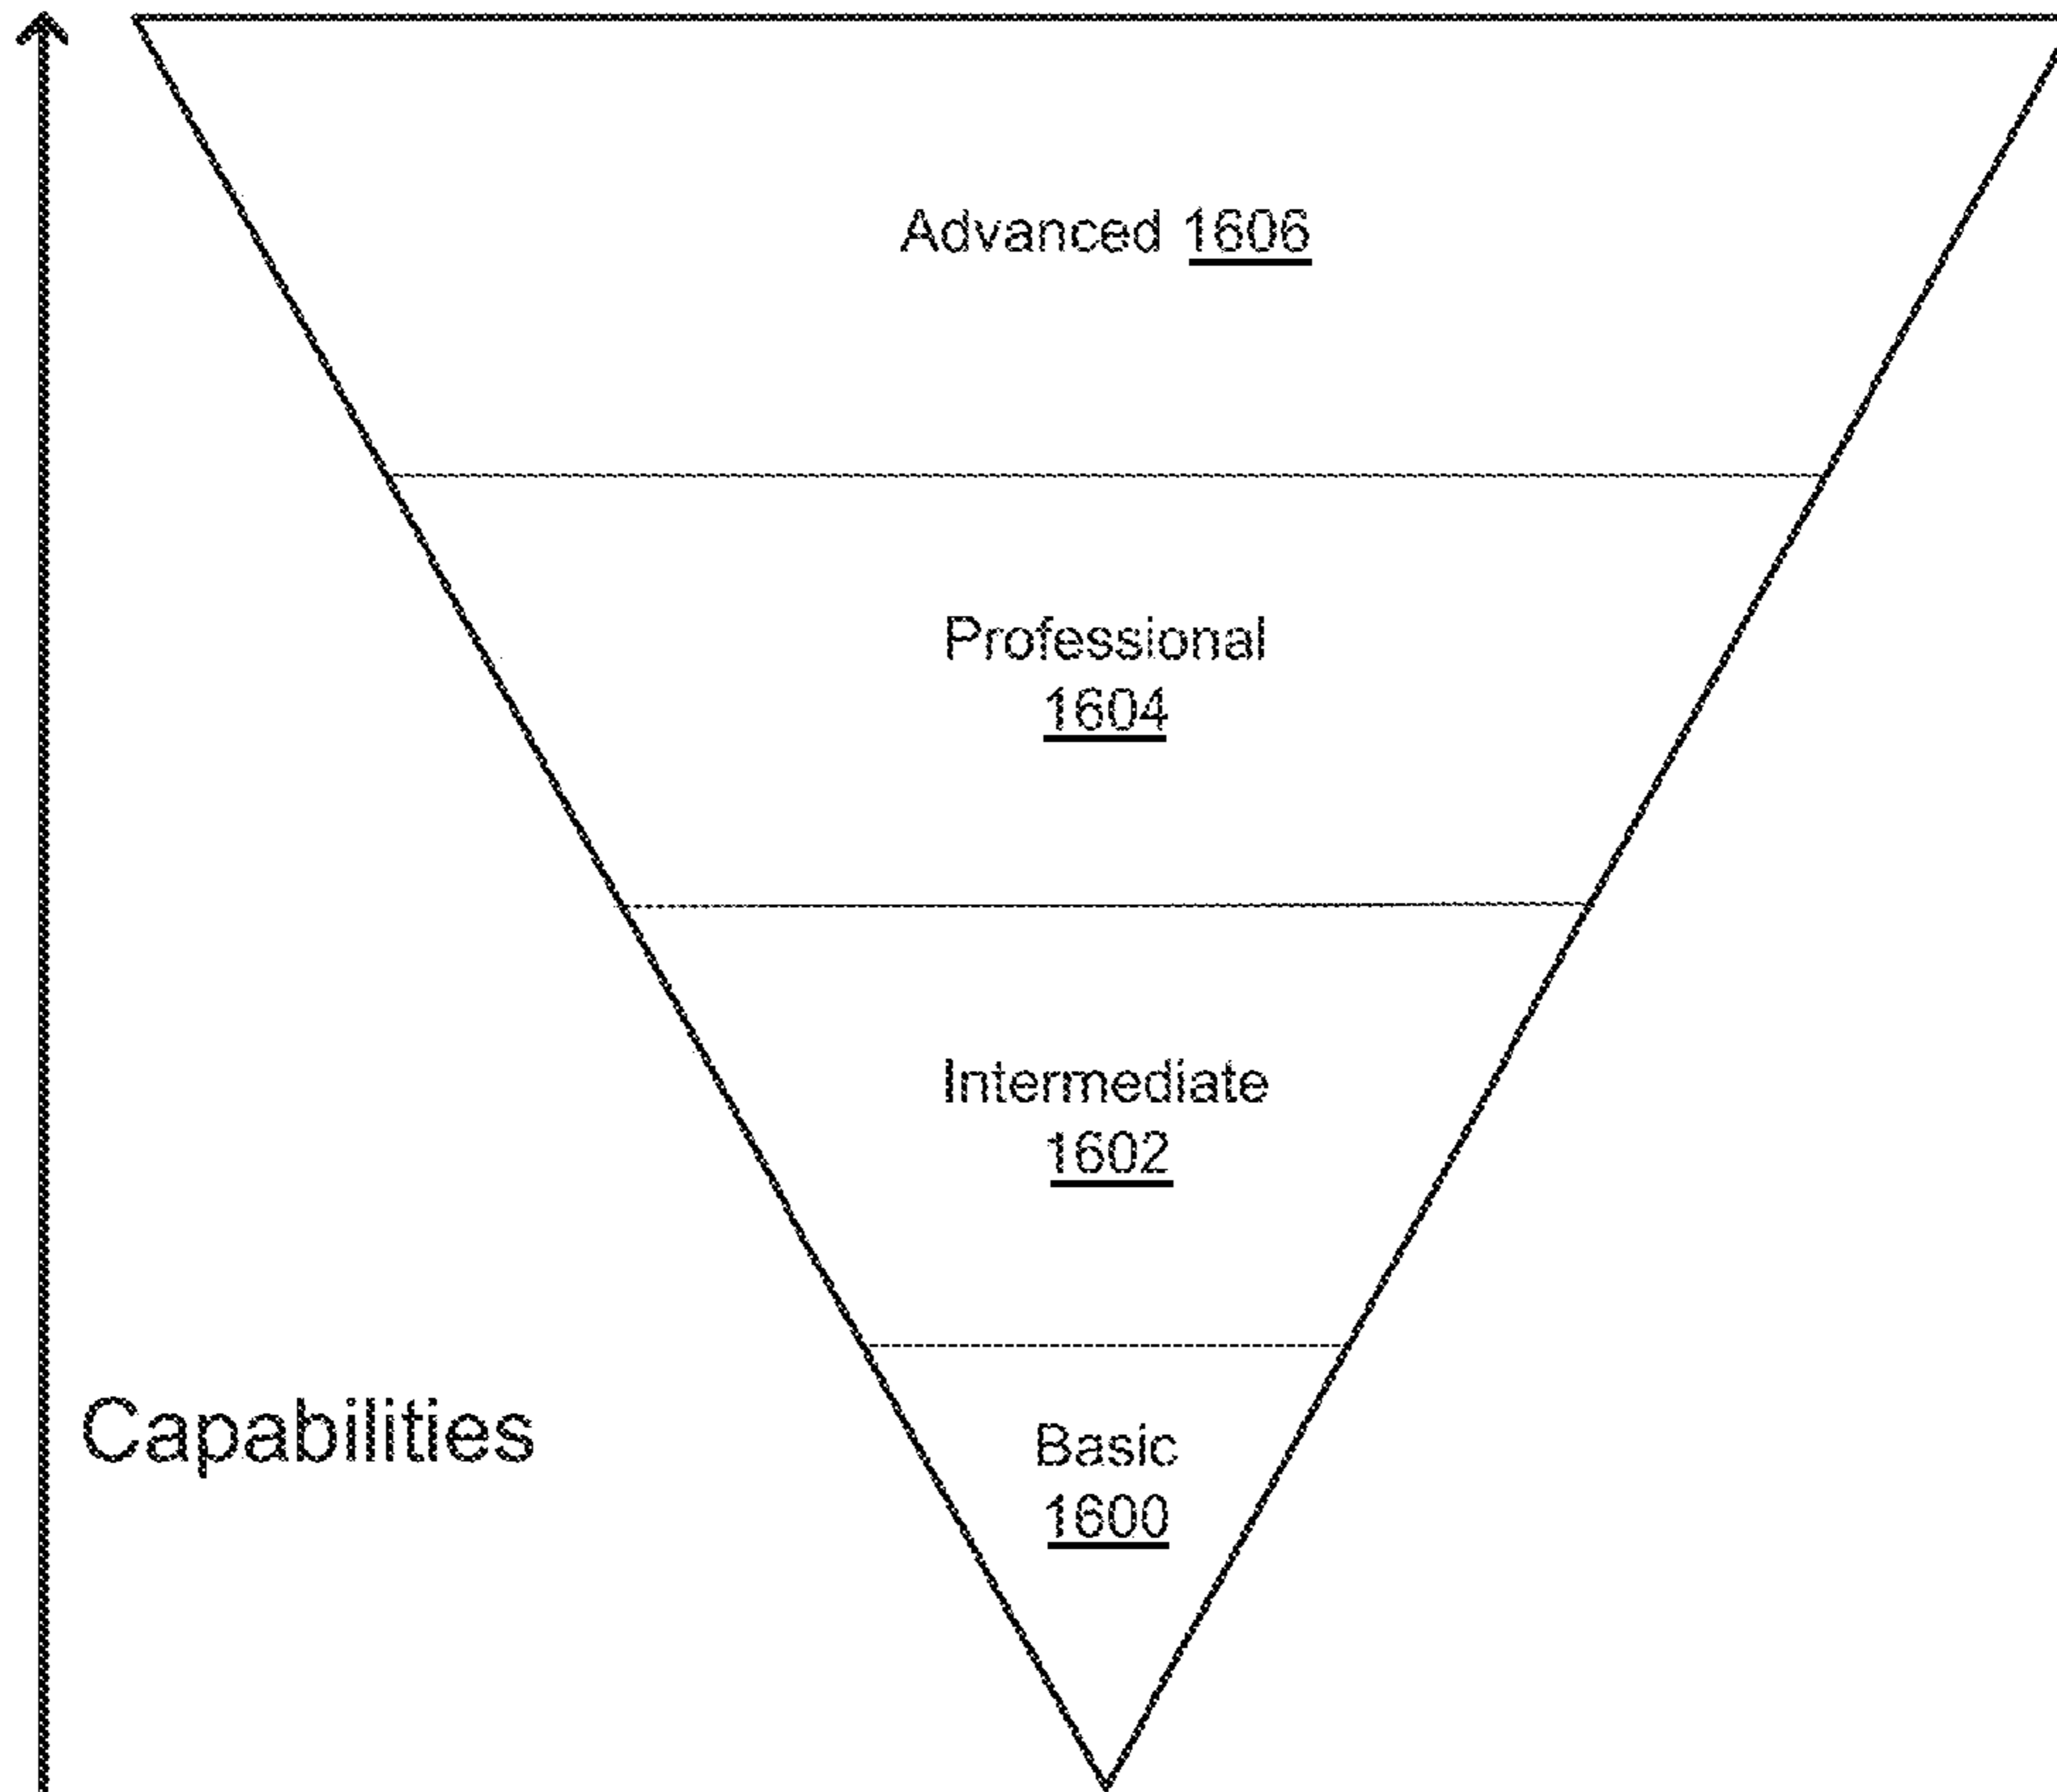 Advanced 1606
Professional
1604
Intermediate
1602
Capabilities
Basic
1600